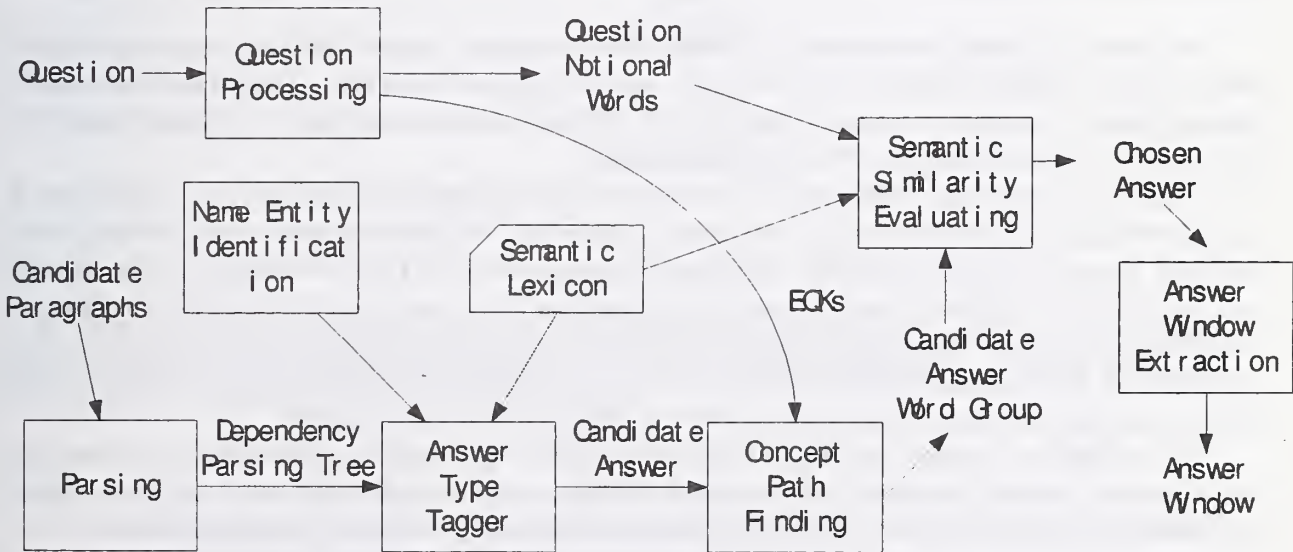 Question
Question
Processing
Question
Notional
Words
Semantic
Similarity
Evaluating
Chosen
Answer
Name Entity
Identificat
ion
Semantic
Lexicon
Candidate
Paragraphs
EQKs
Candidate
Answer
Word Group
Answer
Window
Extraction
Parsing
Dependency
Parsing Tree
Answer
Type
Tagger
Candidate
Answer
Concept
Path
Finding
Answer
Window